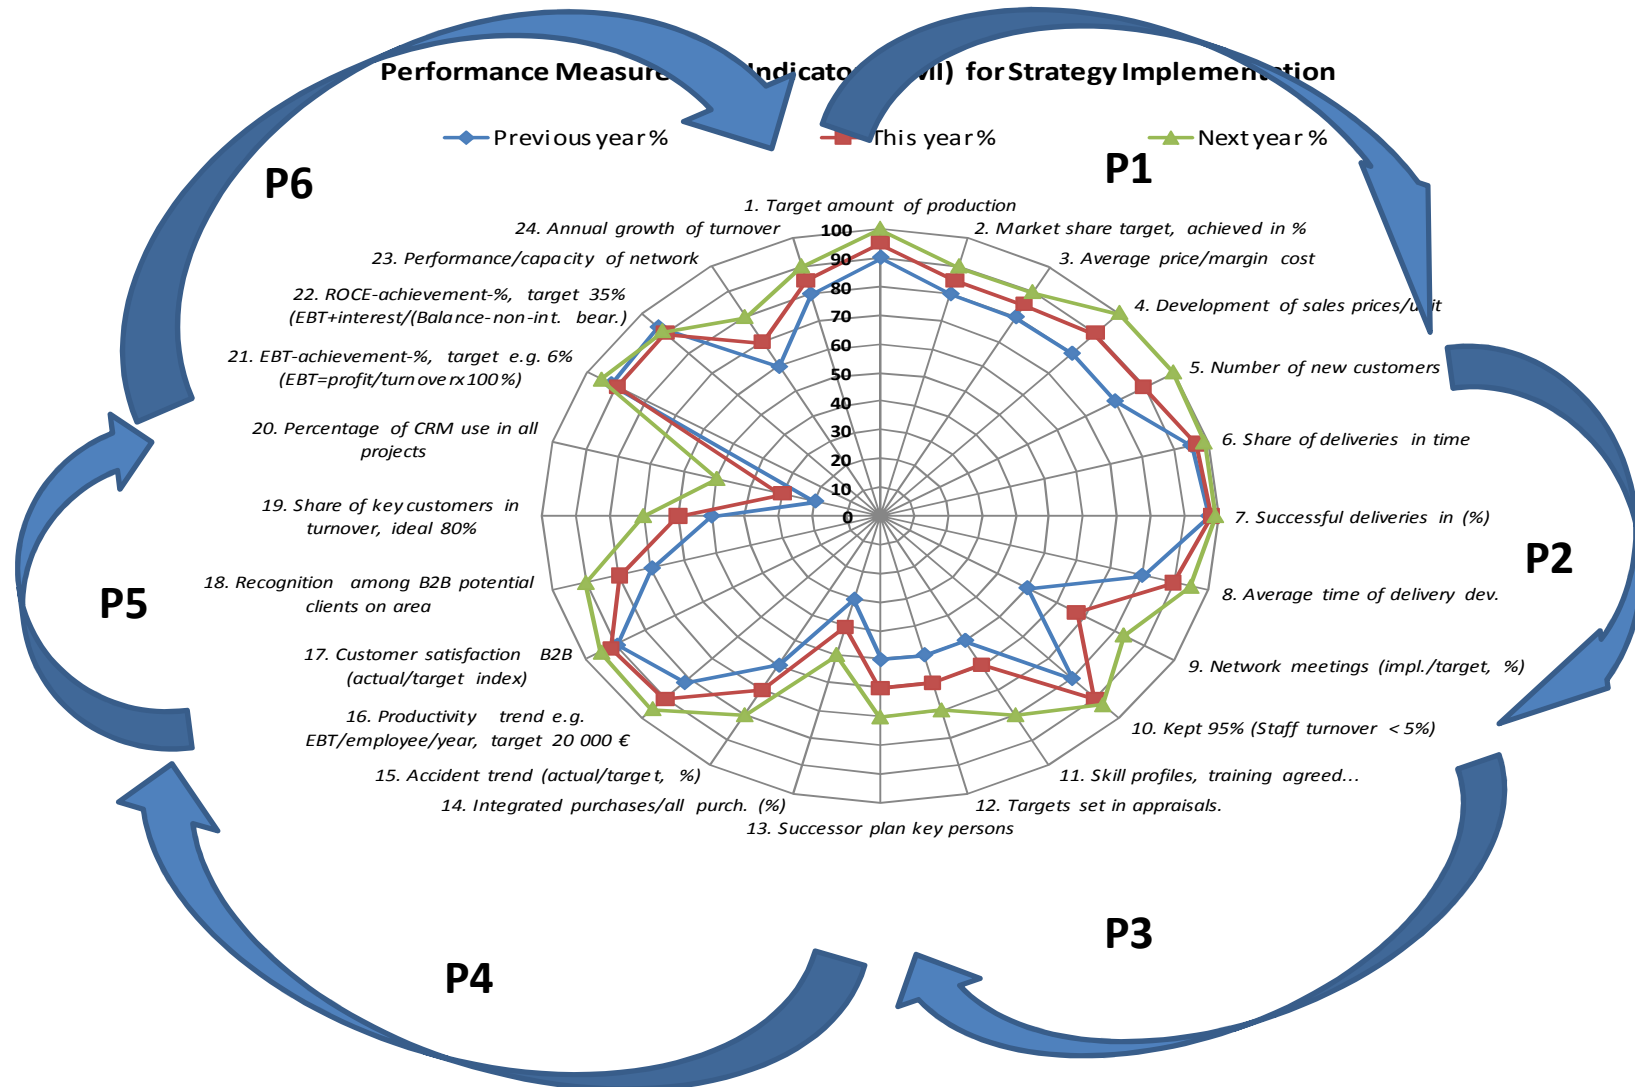 Performance Measure Indicato MI) for Strategy Implementation
Previous year %
This year %
Next year %
P6
P1
1. Target amount of production
24. Annual growth of turnover
2. Market share target, achieved in %
23. Performance/capacity of network
3. Average price/margin cost
22. ROCE-achievement-%, target 35%
(EBT+interest/(Balance-non-int. bear.)
4. Development of sales prices/unit
21. EBT-achievement-%, target e.g. 6%
(EBT=profit/turnover x 100%)
5. Number of new customers
20. Percentage of CRM use in all
projects
6. Share of deliveries in time
19. Share of key customers in
turnover, ideal 80%
7. Successful deliveries in (%)
100
90
80
70
60
50
40
30
20
10
0
P5
P2
18. Recognition among B2B potential
clients on area
8. Average time of delivery dev.
17. Customer satisfaction B2B
(actual/target index)
9. Network meetings (impl./target, %)
16. Productivity trend e.g.
EBT/employee/year, target 20 000 €
10. Kept 95% (Staff turnover < 5%)
15. Accident trend (actual/target, %)
11. Skill profiles, training agreed...
14. Integrated purchases/all purch. (%)
12. Targets set in appraisals.
13. Successor plan key persons
P4
P3